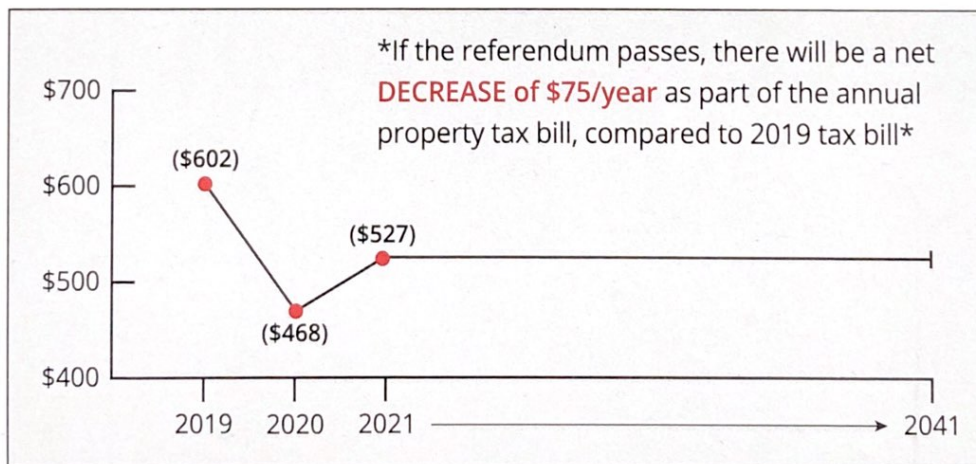 *If the referendum passes, there will be a net
DECREASE of $75/year as part of the annual
property tax bill, compared to 2019 tax bill*
$700
($602)
$600
($527)
$500
($468)
$400
2019 2020 2021 2041